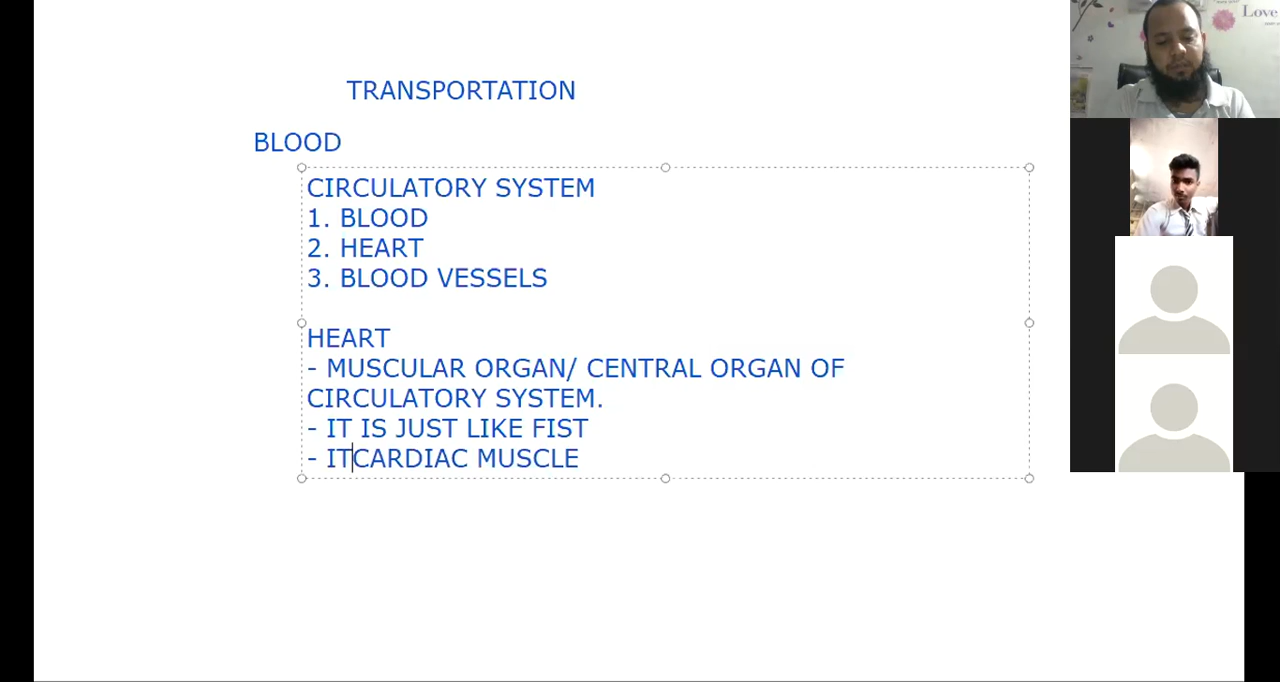 Love
TRANSPORTATION
BLOOD
CIRCULATORY SYSTEM
1. BLOOD
2. HEART
3. BLOOD VESSELS
HEART
- MUSCULAR ORGAN/ CENTRAL ORGAN OF
CIRCULATORY SYSTEM.
- IT IS JUST LIKE FIST
- ITCARDIAC MUSCLE